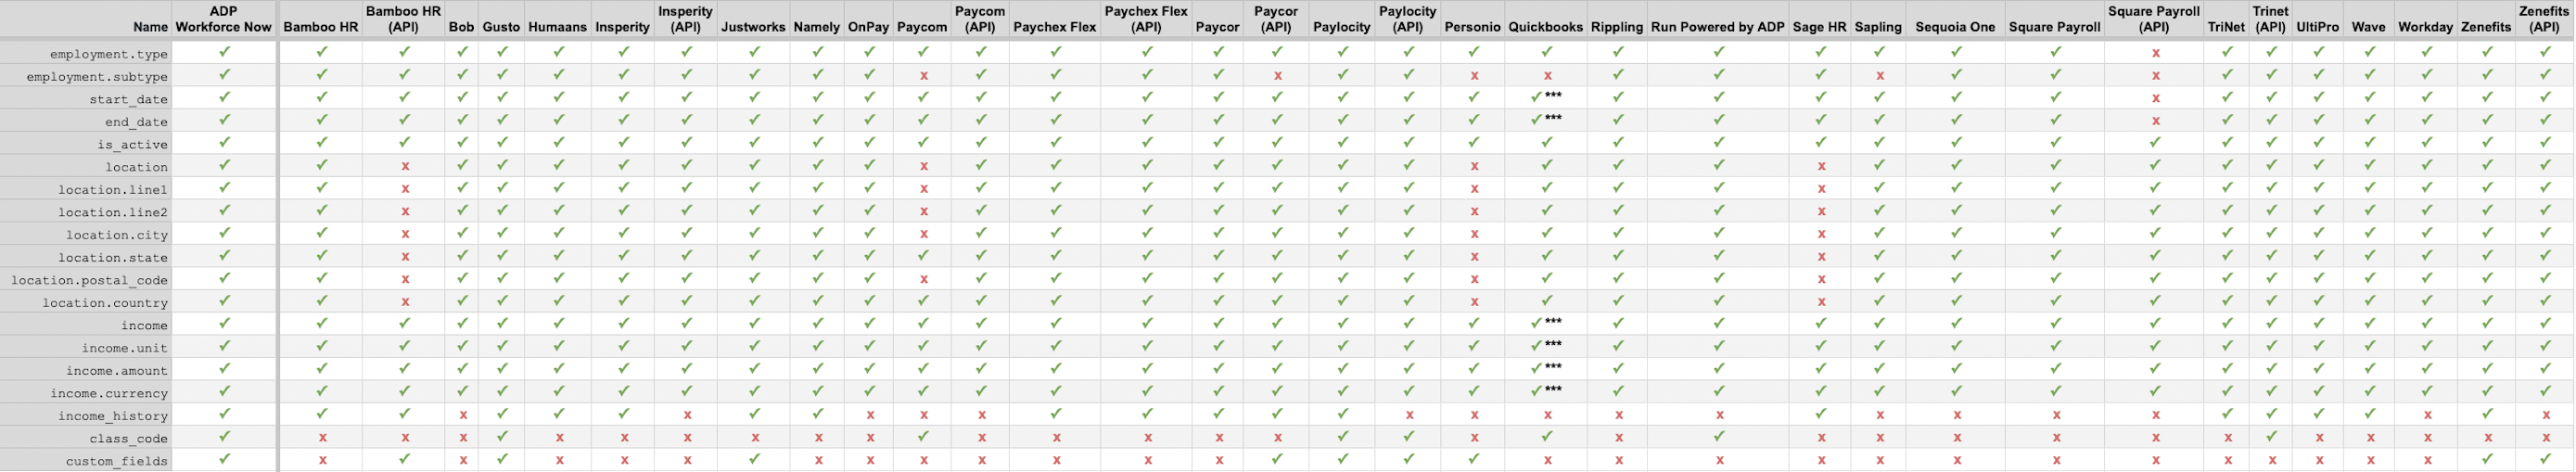 Name ADP Workforce Now Bamboo HR Bamboo HR (API) Bob Gusto Humaans Insperity Insperity (API) Justworks Namely OnPay Paycom Paycom (API) Paychex Flex Paychex Flex (API) Paycor Paycor (API) Paylocity Paylocity (API) Personio Quickbooks Rippling Run Powered by ADP Sage HR Sapling Sequoia One Square Payroll Square Payroll (API) TriNet Trinet (API) UltiPro Wave Workday Zenefits Zenefits (API)
employment.type ✓ ✓ ✓ ✓ ✓ ✓ ✓ ✓ ✓ ✓ ✓ ✓ ✓ ✓ ✓ ✓ ✓ ✓ ✓ ✓ ✓ ✓ ✓ ✓ ✓ ✓ ✓ x ✓ ✓ ✓ ✓ ✓ ✓ ✓
employment.subtype ✓ ✓ ✓ ✓ ✓ ✓ ✓ ✓ ✓ ✓ ✓ x ✓ ✓ ✓ ✓ x ✓ ✓ x x ✓ ✓ ✓ x ✓ ✓ x ✓ ✓ ✓ ✓ ✓ ✓ ✓
start_date ✓ ✓ ✓ ✓ ✓ ✓ ✓ ✓ ✓ ✓ ✓ ✓ ✓ ✓ ✓ ✓ ✓ ✓ ✓ ✓ ✓*** ✓ ✓ ✓ ✓ ✓ ✓ x ✓ ✓ ✓ ✓ ✓ ✓ ✓
end_date ✓ ✓ ✓ ✓ ✓ ✓ ✓ ✓ ✓ ✓ ✓ ✓ ✓ ✓ ✓ ✓ ✓ ✓ ✓ ✓ ✓*** ✓ ✓ ✓ ✓ ✓ ✓ x ✓ ✓ ✓ ✓ ✓ ✓ ✓
is_active ✓ ✓ ✓ ✓ ✓ ✓ ✓ ✓ ✓ ✓ ✓ ✓ ✓ ✓ ✓ ✓ ✓ ✓ ✓ ✓ ✓ ✓ ✓ ✓ ✓ ✓ ✓ ✓ ✓ ✓ ✓ ✓ ✓ ✓ ✓
location ✓ ✓ x ✓ ✓ ✓ ✓ ✓ ✓ ✓ ✓ x ✓ ✓ ✓ ✓ ✓ ✓ ✓ x ✓ ✓ ✓ x ✓ ✓ ✓ ✓ ✓ ✓ ✓ ✓ ✓ ✓ ✓
location.line1 ✓ ✓ x ✓ ✓ ✓ ✓ ✓ ✓ ✓ ✓ x ✓ ✓ ✓ ✓ ✓ ✓ ✓ x ✓ ✓ ✓ x ✓ ✓ ✓ ✓ ✓ ✓ ✓ ✓ ✓ ✓ ✓
location.line2 ✓ ✓ x ✓ ✓ ✓ ✓ ✓ ✓ ✓ ✓ x ✓ ✓ ✓ ✓ ✓ ✓ ✓ x ✓ ✓ ✓ x ✓ ✓ ✓ ✓ ✓ ✓ ✓ ✓ ✓ ✓ ✓
location.city ✓ ✓ x ✓ ✓ ✓ ✓ ✓ ✓ ✓ ✓ x ✓ ✓ ✓ ✓ ✓ ✓ ✓ x ✓ ✓ ✓ x ✓ ✓ ✓ ✓ ✓ ✓ ✓ ✓ ✓ ✓ ✓
location.state ✓ ✓ x ✓ ✓ ✓ ✓ ✓ ✓ ✓ ✓ ✓ ✓ ✓ ✓ ✓ ✓ ✓ ✓ x ✓ ✓ ✓ x ✓ ✓ ✓ ✓ ✓ ✓ ✓ ✓ ✓ ✓ ✓
location.postal_code ✓ ✓ x ✓ ✓ ✓ ✓ ✓ ✓ ✓ ✓ x ✓ ✓ ✓ ✓ ✓ ✓ ✓ x ✓ ✓ ✓ x ✓ ✓ ✓ ✓ ✓ ✓ ✓ ✓ ✓ ✓ ✓
location.country ✓ ✓ x ✓ ✓ ✓ ✓ ✓ ✓ ✓ ✓ ✓ ✓ ✓ ✓ ✓ ✓ ✓ ✓ x ✓ ✓ ✓ x ✓ ✓ ✓ ✓ ✓ ✓ ✓ ✓ ✓ ✓ ✓
income ✓ ✓ ✓ ✓ ✓ ✓ ✓ ✓ ✓ ✓ ✓ ✓ ✓ ✓ ✓ ✓ ✓ ✓ ✓ ✓ ✓*** ✓ ✓ ✓ ✓ ✓ ✓ ✓ ✓ ✓ ✓ ✓ ✓ ✓ ✓
income.unit ✓ ✓ ✓ ✓ ✓ ✓ ✓ ✓ ✓ ✓ ✓ ✓ ✓ ✓ ✓ ✓ ✓ ✓ ✓ ✓ ✓*** ✓ ✓ ✓ ✓ ✓ ✓ ✓ ✓ ✓ ✓ ✓ ✓ ✓ ✓
income.amount ✓ ✓ ✓ ✓ ✓ ✓ ✓ ✓ ✓ ✓ ✓ ✓ ✓ ✓ ✓ ✓ ✓ ✓ ✓ ✓ ✓*** ✓ ✓ ✓ ✓ ✓ ✓ ✓ ✓ ✓ ✓ ✓ ✓ ✓ ✓
income.currency ✓ ✓ ✓ ✓ ✓ ✓ ✓ ✓ ✓ ✓ ✓ ✓ ✓ ✓ ✓ ✓ ✓ ✓ ✓ ✓ ✓*** ✓ ✓ ✓ ✓ ✓ ✓ ✓ ✓ ✓ ✓ ✓ ✓ ✓ ✓
income_history ✓ ✓ ✓ x ✓ ✓ ✓ x ✓ ✓ x x x ✓ ✓ ✓ ✓ ✓ x x x x x ✓ x x x x ✓ ✓ ✓ ✓ x ✓ x
class_code ✓ x x x ✓ x x x x x x ✓ x x x x x ✓ ✓ x ✓ x ✓ x x x x x x ✓ x x x x x
custom_fields ✓ x ✓ x ✓ x x x ✓ x x x x x x x ✓ ✓ ✓ ✓ x x x x x x x x x x x x x ✓ ✓